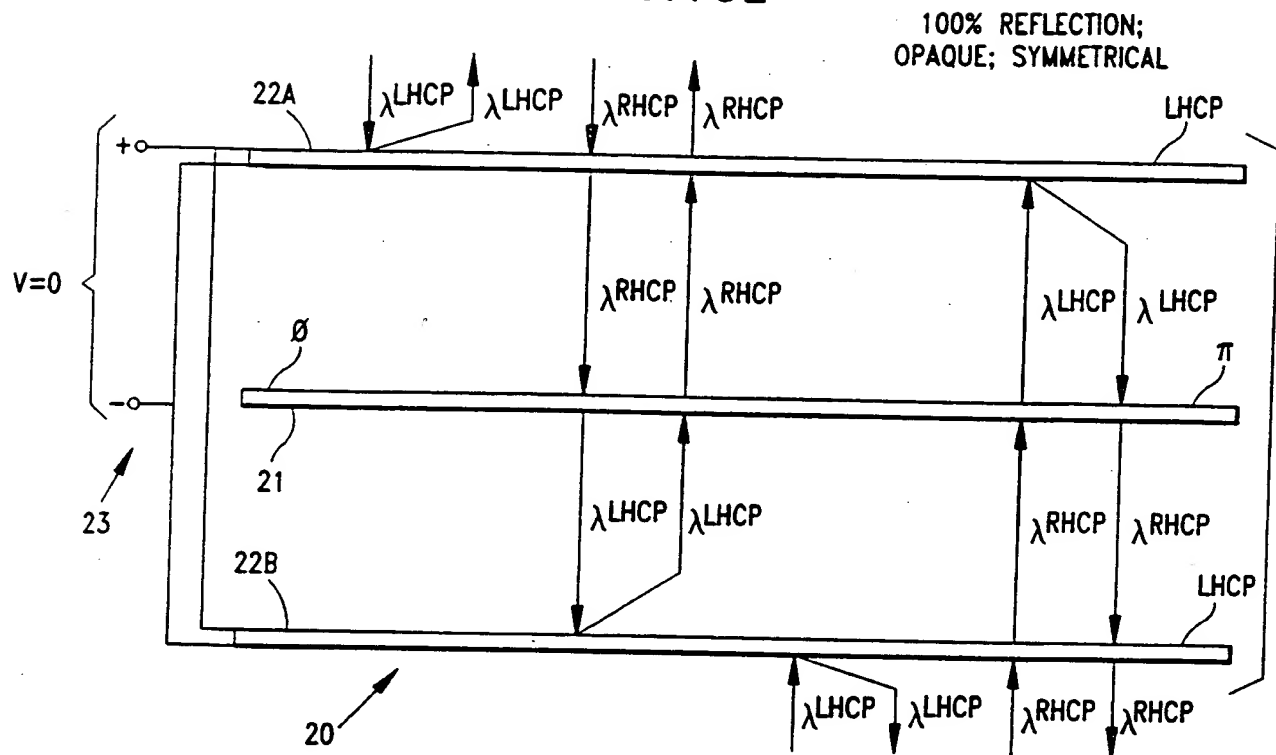 100% REFLECTION;
OPAQUE; SYMMETRICAL
22A
λLHCP
λLHCP
λRHCP
λRHCP
LHCP
+
V=0
λRHCP
λRHCP
λLHCP
λLHCP
Ø
π
-
21
23
λLHCP
λLHCP
λRHCP
λRHCP
22B
LHCP
20
λLHCP
λLHCP
λRHCP
λRHCP